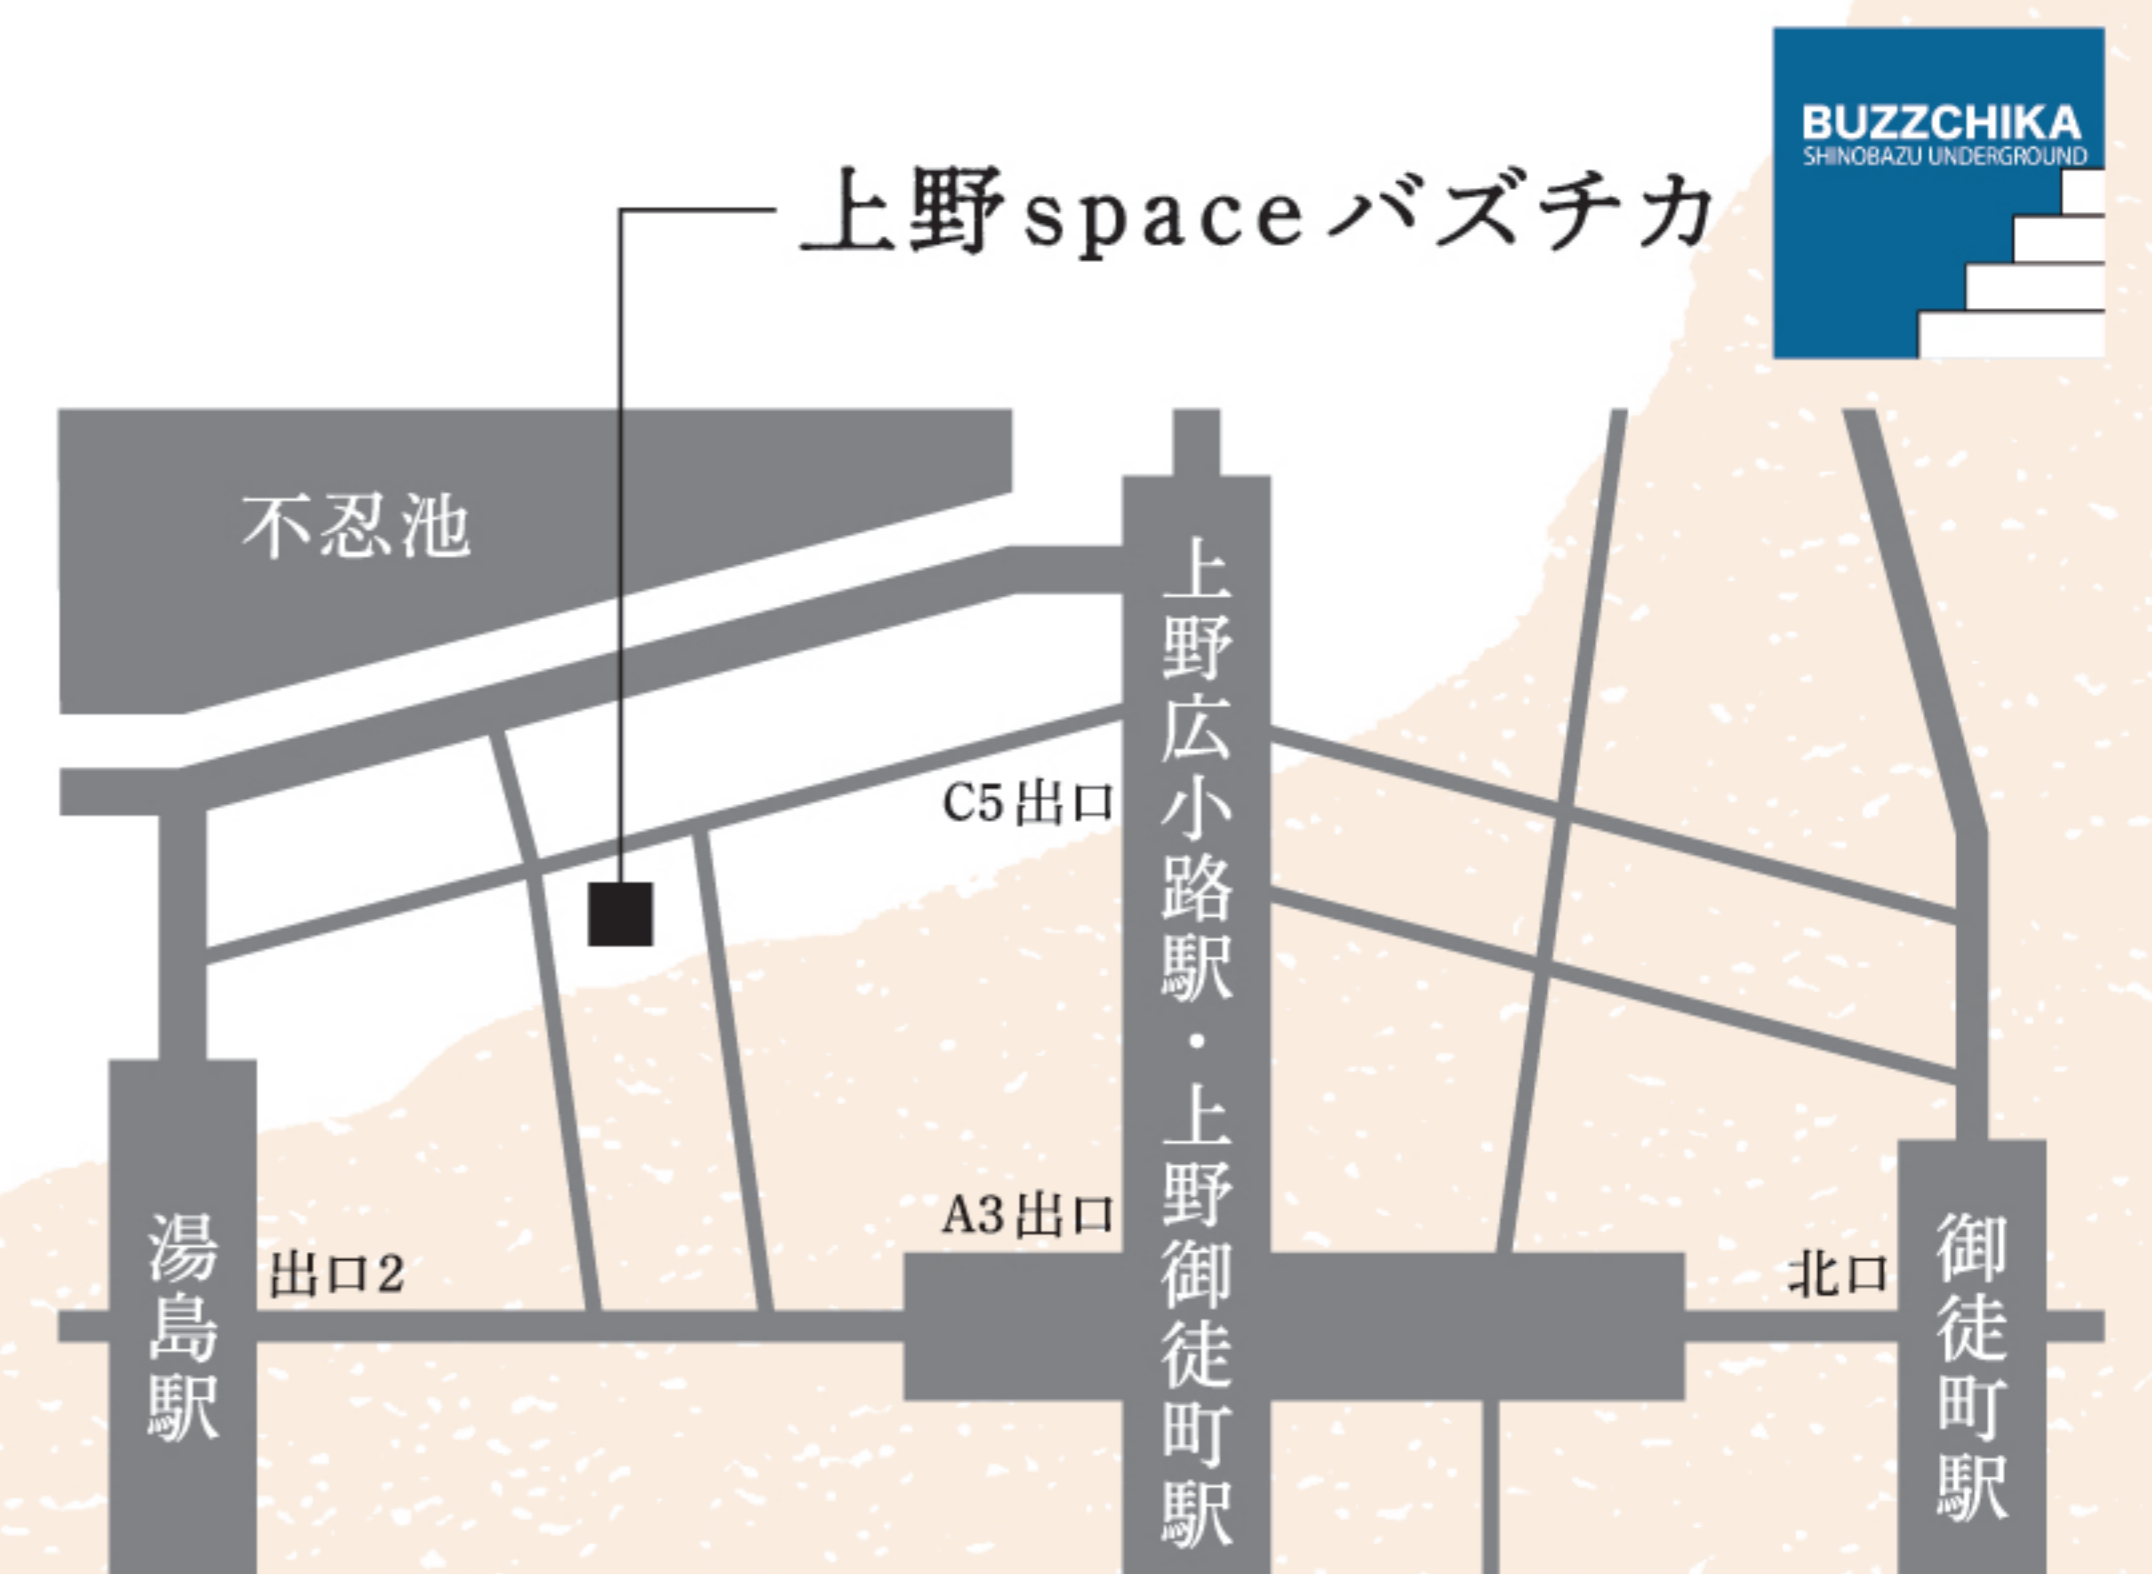 BUZZCHIKA
SHINOBAZU UNDERGROUND
上野spaceバズチカ
不忍池
上野広小路駅・上野御徒町駅
C5出口
A3出口
湯島駅
出口2
北口
御徒町駅